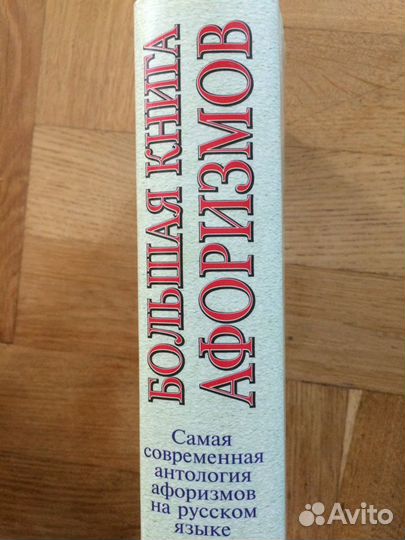 БОЛЬШАЯ КНИГА
АФОРИЗМОВ
Самая
современная
антология
афоризмов
на русском
языке
Avito